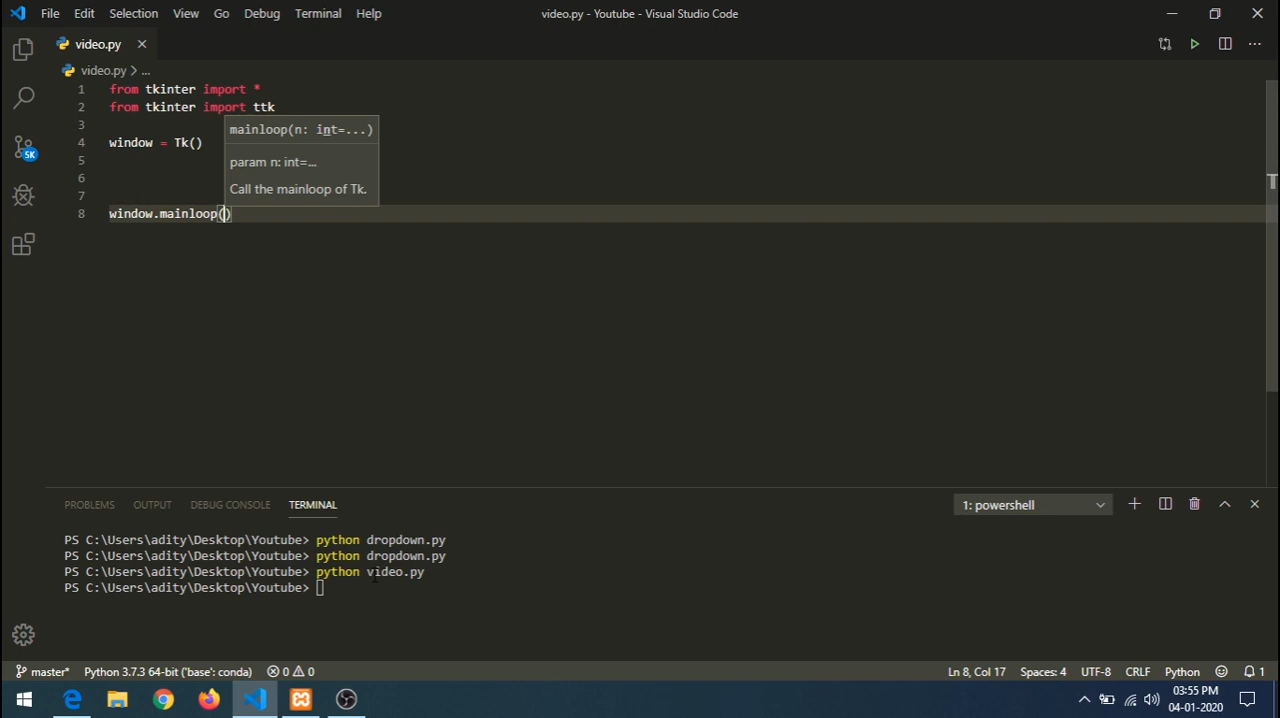 File Edit Selection View Go Debug Terminal Help
video.py - Youtube - Visual Studio Code
video.py
video.py > ...
1 from tkinter import *
2 from tkinter import ttk
3
mainloop(n: int=...)
4 window = Tk()
5
param n: int=...
6
Call the mainloop of Tk.
7
8 window.mainloop()
5K
PROBLEMS OUTPUT DEBUG CONSOLE TERMINAL
1: powershell
PS C:\Users\adity\Desktop\Youtube> python dropdown.py
PS C:\Users\adity\Desktop\Youtube> python dropdown.py
PS C:\Users\adity\Desktop\Youtube> python video.py
PS C:\Users\adity\Desktop\Youtube>
master* Python 3.7.3 64-bit ('base': conda) 0 0 Ln 8, Col 17 Spaces: 4 UTF-8 CRLF Python 1
03:55 PM
04-01-2020